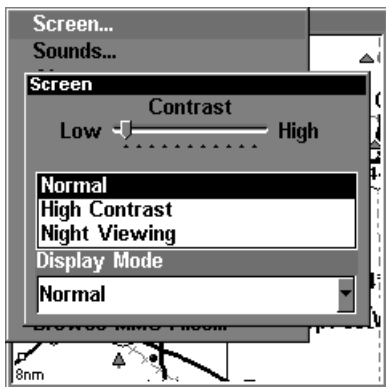 Screen...
Sounds...
Screen
Contrast
Low High
Normal
High Contrast
Night Viewing
Display Mode
Normal
8nm